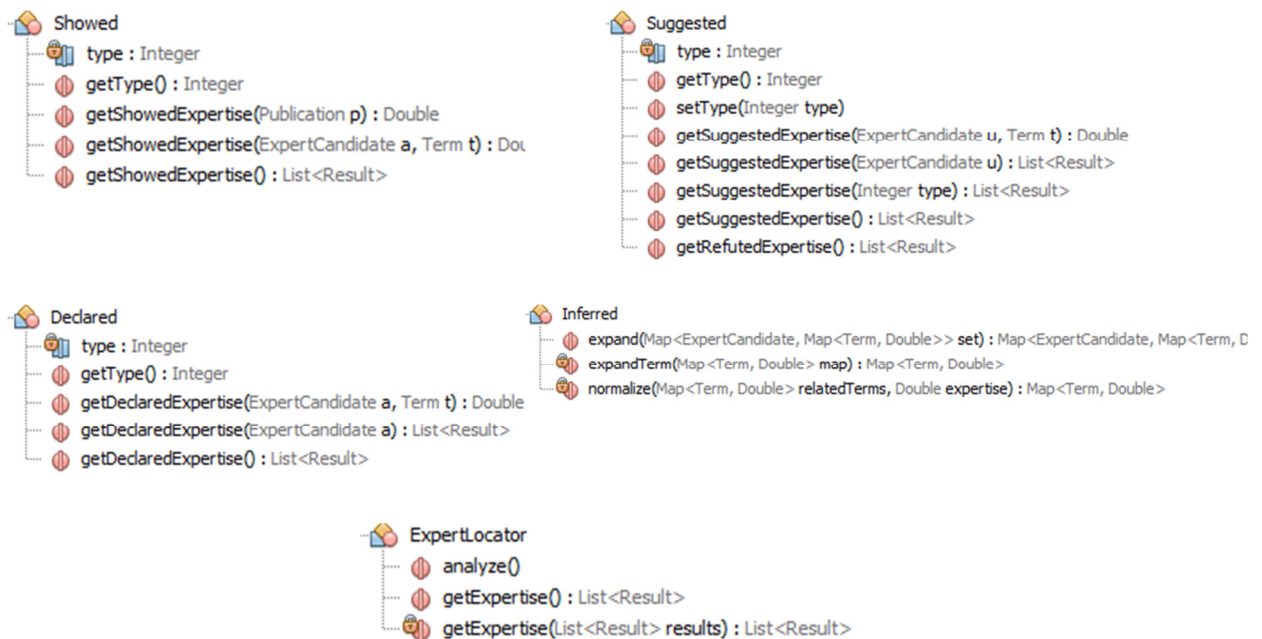 Showed
type : Integer
getType() : Integer
getShowedExpertise(Publication p) : Double
getShowedExpertise(ExpertCandidate a, Term t) : Dou
getShowedExpertise() : List<Result>
Suggested
type : Integer
getType() : Integer
setType(Integer type)
getSuggestedExpertise(ExpertCandidate u, Term t) : Double
getSuggestedExpertise(ExpertCandidate u) : List<Result>
getSuggestedExpertise(Integer type) : List<Result>
getSuggestedExpertise() : List<Result>
getRefutedExpertise() : List<Result>
Declared
type : Integer
getType() : Integer
getDeclaredExpertise(ExpertCandidate a, Term t) : Double
getDeclaredExpertise(ExpertCandidate a) : List<Result>
getDeclaredExpertise() : List<Result>
Inferred
expand(Map<ExpertCandidate, Map<Term, Double>> set) : Map<ExpertCandidate, Map<Term, D
expandTerm(Map<Term, Double> map) : Map<Term, Double>
normalize(Map<Term, Double> relatedTerms, Double expertise) : Map<Term, Double>
ExpertLocator
analyze()
getExpertise() : List<Result>
getExpertise(List<Result> results) : List<Result>